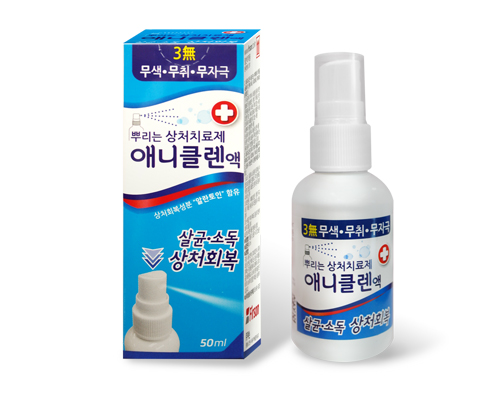 3無
무색•무취•무자극
뿌리는 상처치료제
애니클렌액
상처회복성분 "알란토인" 함유
살균•소독
상처회복
50ml
3無 무색•무취•무자극
뿌리는 상처치료제
애니클렌액
살균•소독 상처회복